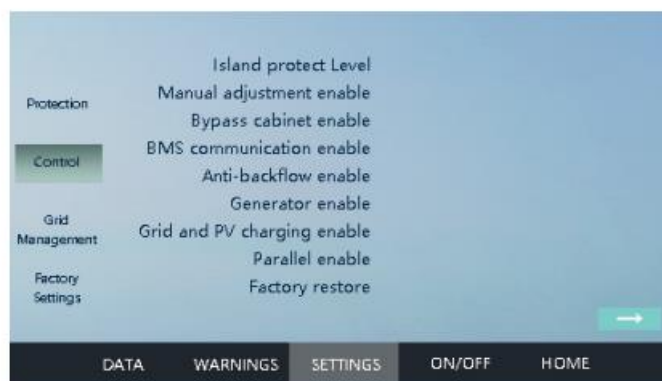 Island protect Level
Manual adjustment enable
Bypass cabinet enable
BMS communication enable
Anti-backflow enable
Generator enable
Grid and PV charging enable
Parallel enable
Factory restore
Protection
Control
Grid
Management
Factory
Settings
→
DATA WARNINGS SETTINGS ON/OFF HOME